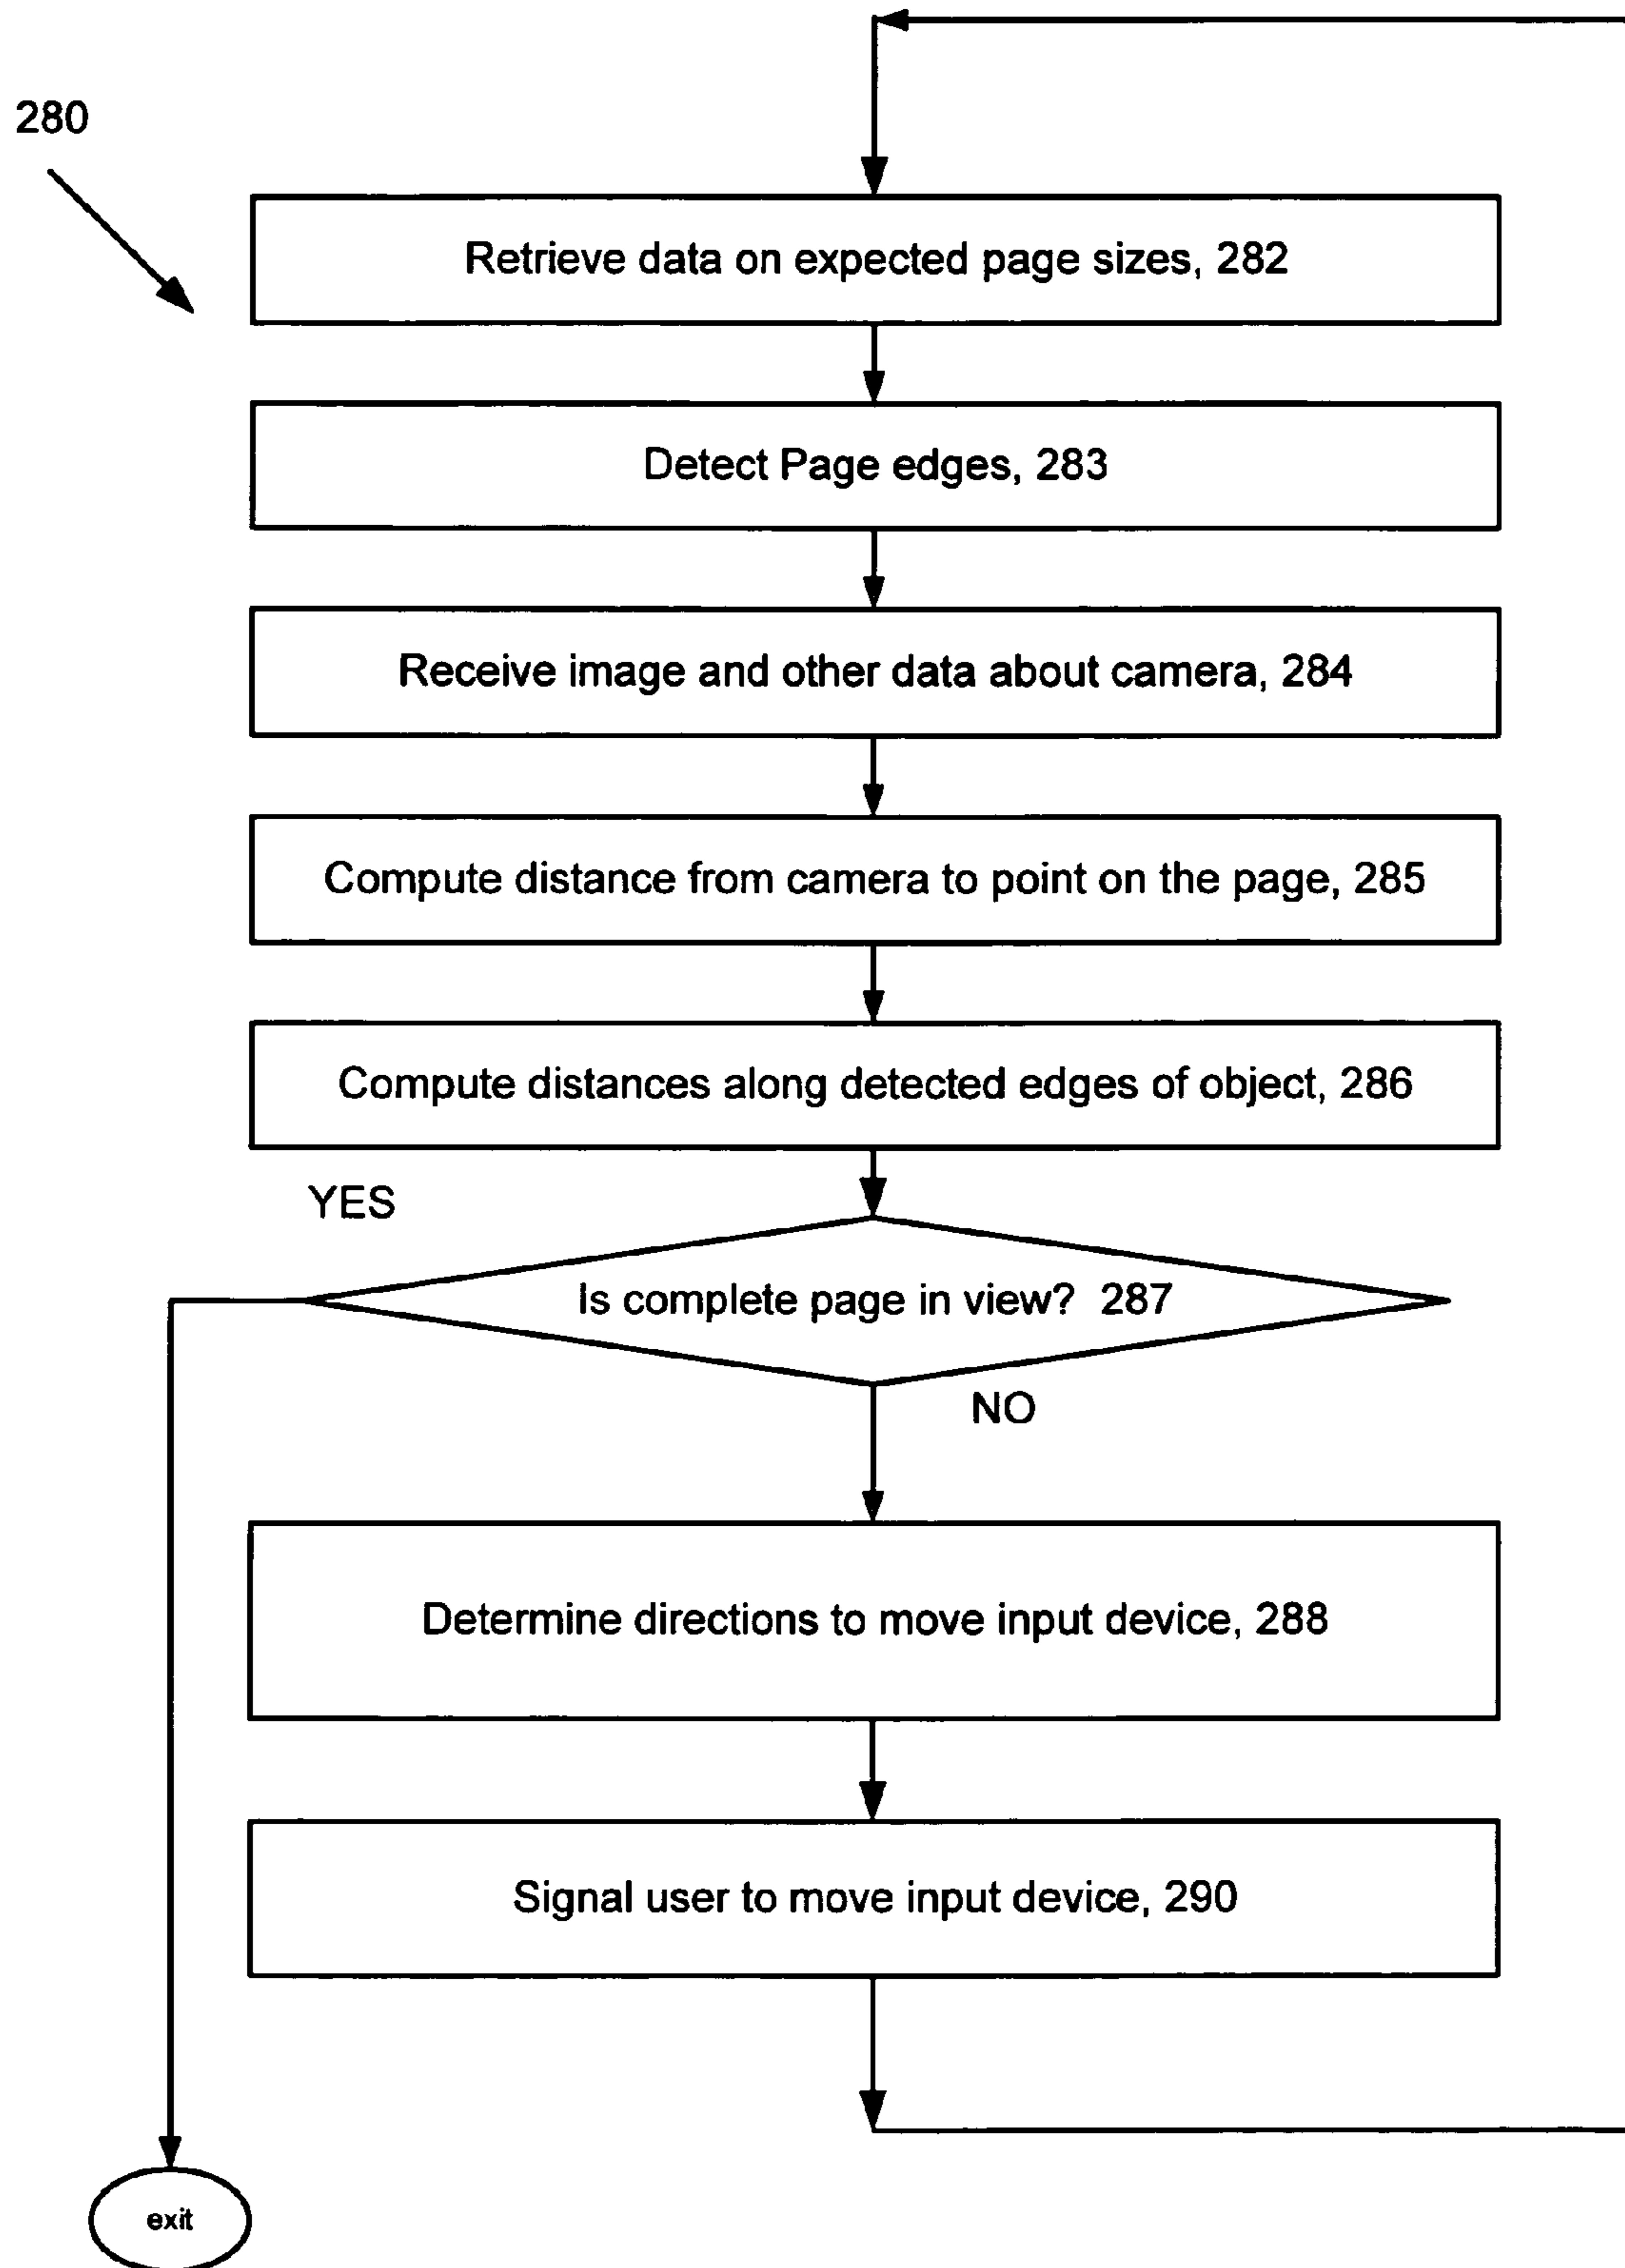 280
Retrieve data on expected page sizes, 282
Detect Page edges, 283
Receive image and other data about camera, 284
Compute distance from camera to point on the page, 285
Compute distances along detected edges of object, 286
YES
Is complete page in view? 287
NO
Determine directions to move input device, 288
Signal user to move input device, 290
exit